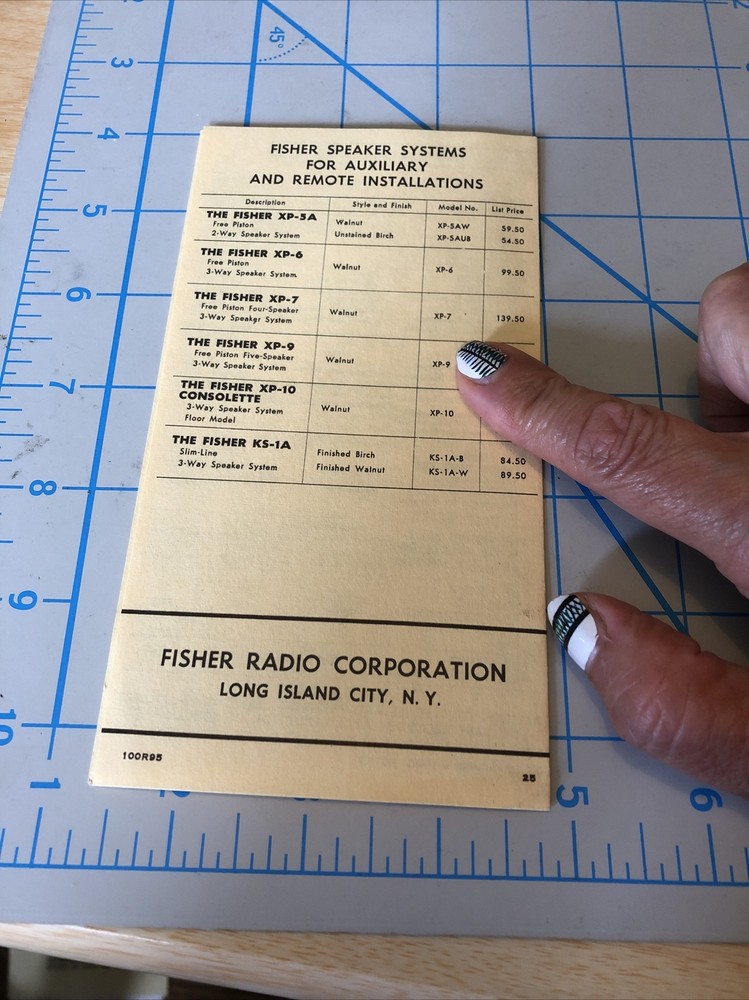 FISHER SPEAKER SYSTEMS
FOR AUXILIARY
AND REMOTE INSTALLATIONS
Description Style and Finish Model No. List Price
THE FISHER XP-5A
Free Piston Walnut XP-5AW 59.50
2-Way Speaker System Unstained Birch XP-5AUB 54.50
THE FISHER XP-6
Free Piston
3-Way Speaker System Walnut XP-6 99.50
THE FISHER XP-7
Free Piston Four-Speaker
3-Way Speaker System Walnut XP-7 139.50
THE FISHER XP-9
Free Piston Five-Speaker
3-Way Speaker System Walnut XP-9
THE FISHER XP-10
CONSOLETTE
3-Way Speaker System Walnut XP-10
Floor Model
THE FISHER KS-1A
Slim-Line Finished Birch KS-1A-B 84.50
3-Way Speaker System Finished Walnut KS-1A-W 89.50
FISHER RADIO CORPORATION
LONG ISLAND CITY, N. Y.
100R95 25
45°
3
4
5
6
7
8
9
10
1 2 3 5 6